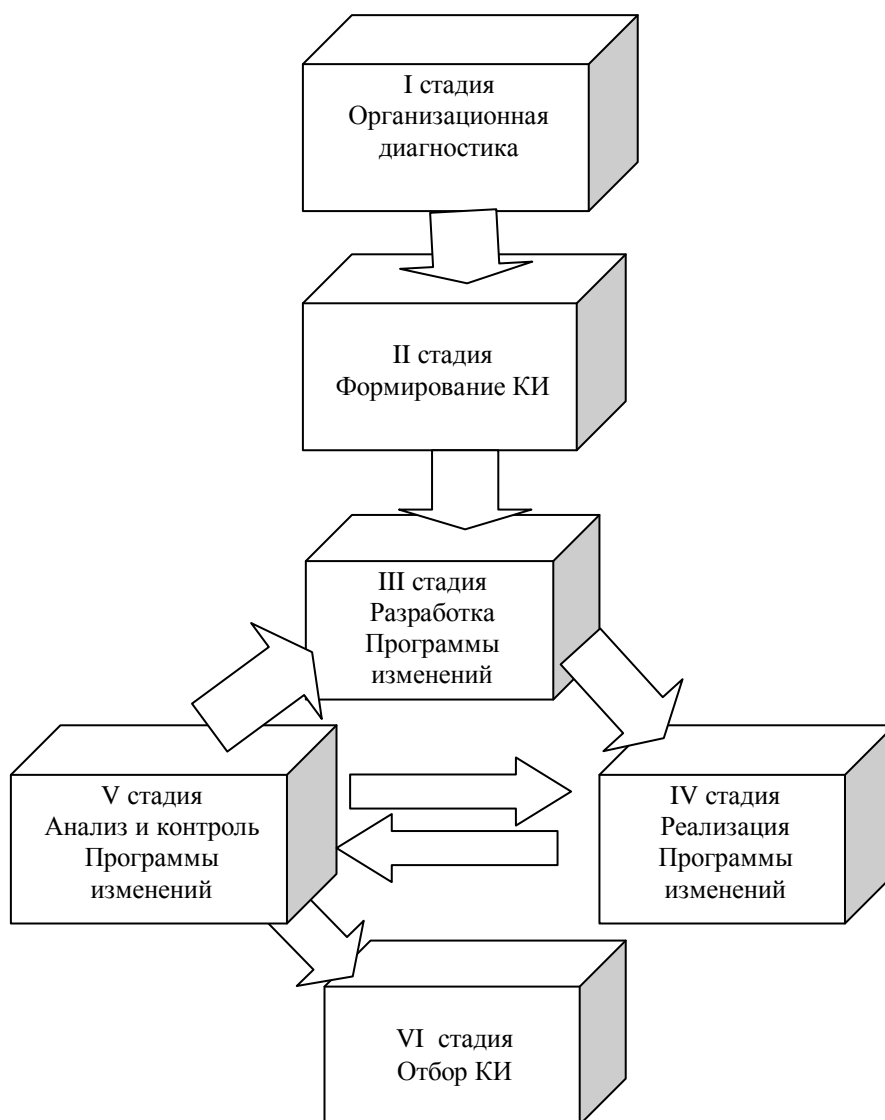 I стадия
Организационная
диагностика
II стадия
Формирование КИ
III стадия
Разработка
Программы
изменений
IV стадия
Реализация
Программы
изменений
V стадия
Анализ и контроль
Программы
изменений
VI стадия
Отбор КИ